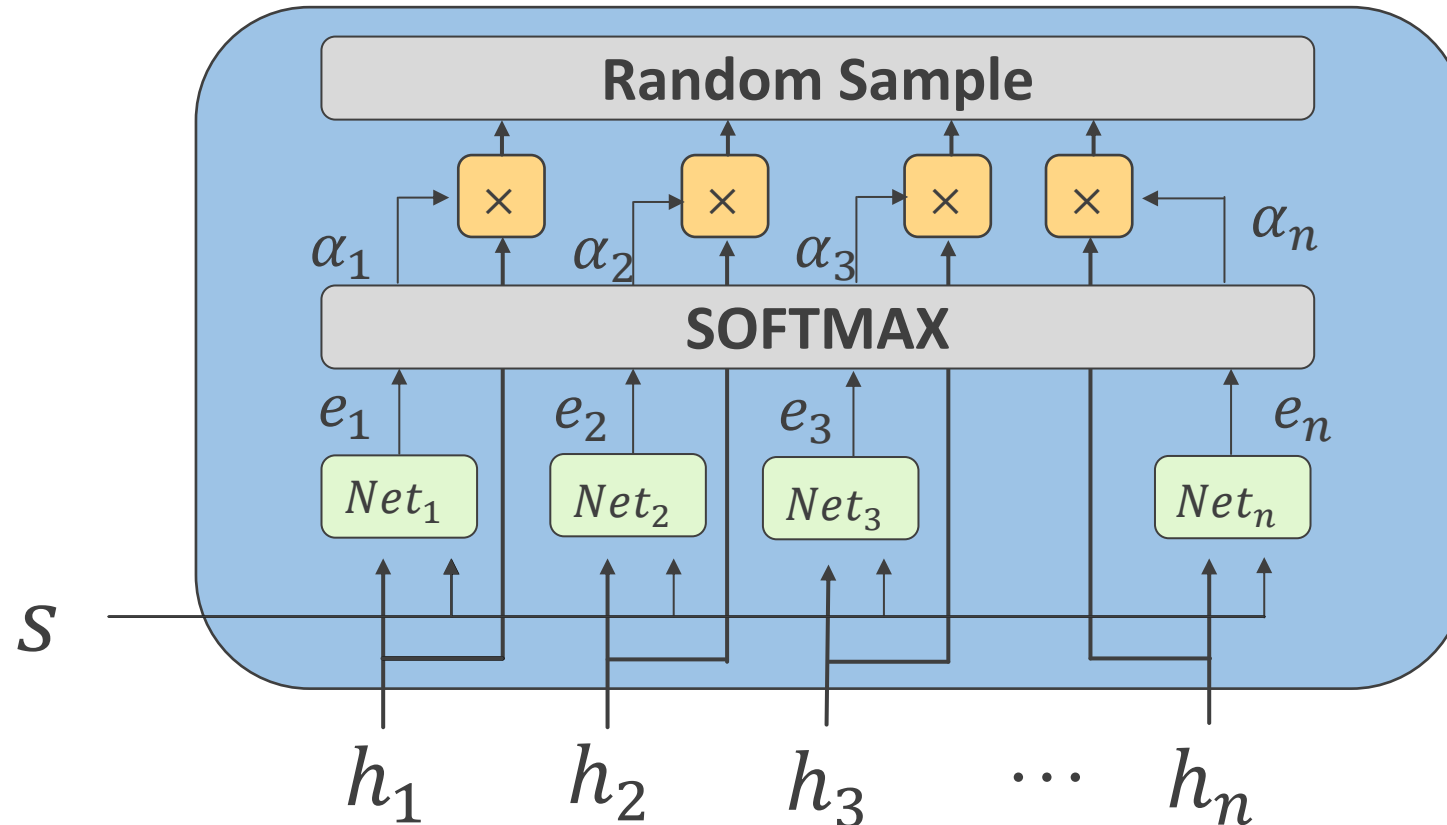 Random Sample
× × × ×
α₁ α₂ α₃ αₙ
SOFTMAX
e₁ e₂ e₃ eₙ
Net₁ Net₂ Net₃ Netₙ
s
h₁ h₂ h₃ ⋯ hₙ